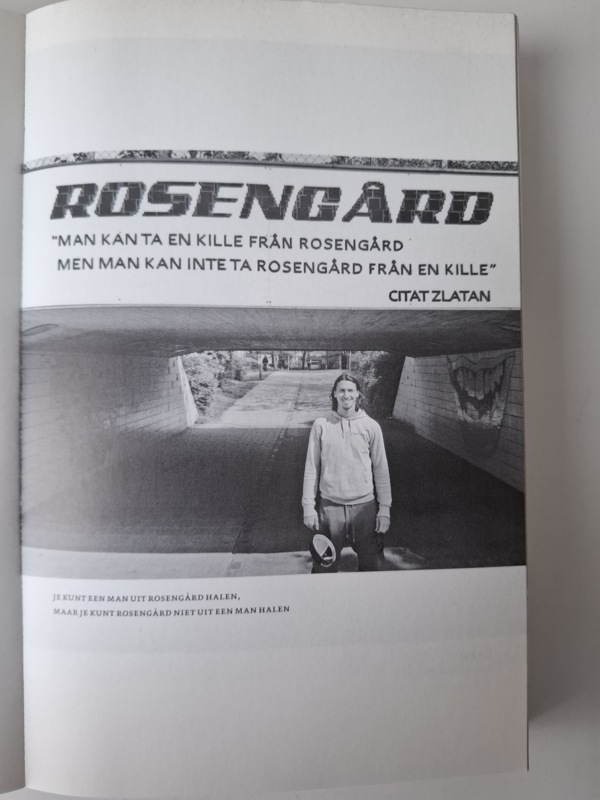 ROSENGÅRD
"MAN KAN TA EN KILLE FRÅN ROSENGÅRD
MEN MAN KAN INTE TA ROSENGÅRD FRÅN EN KILLE"
CITAT ZLATAN
JE KUNT EEN MAN UIT ROSENGÅRD HALEN,
MAAR JE KUNT ROSENGÅRD NIET UIT EEN MAN HALEN